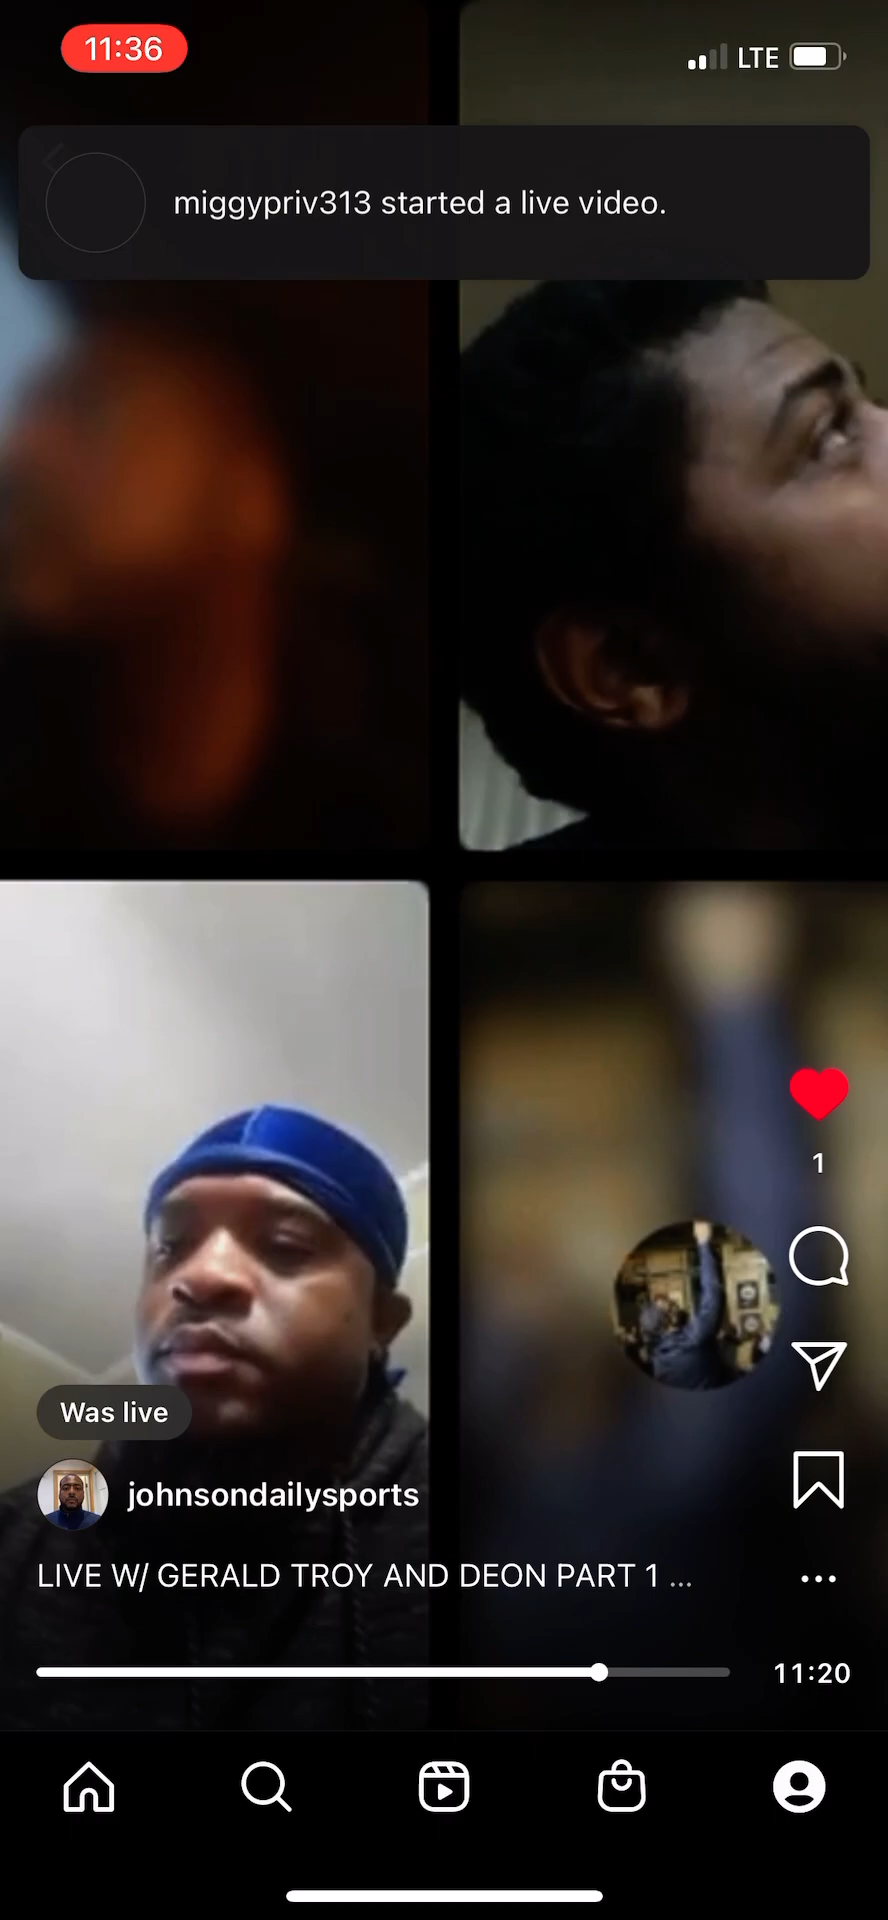 11:36
LTE
miggypriv313 started a live video.
1
Was live
johnsondailysports
LIVE W/ GERALD TROY AND DEON PART 1 ...
11:20